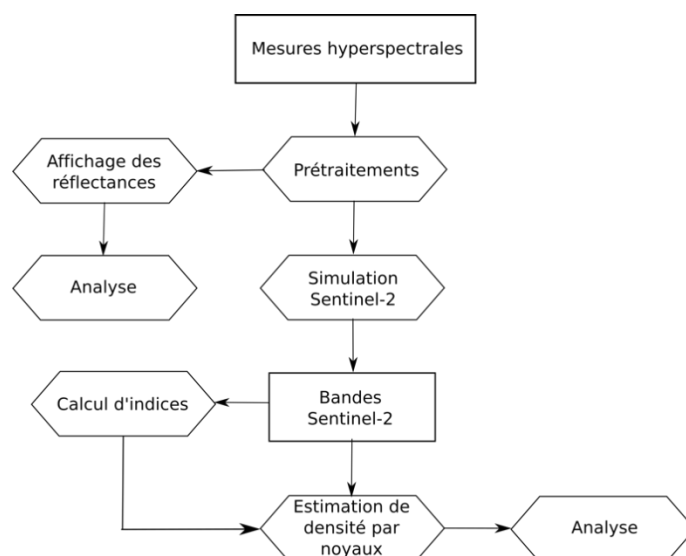 Mesures hyperspectrales
Affichage des
réflectances
Prétraitements
Analyse
Simulation
Sentinel-2
Calcul d'indices
Bandes
Sentinel-2
Estimation de
densité par
noyaux
Analyse